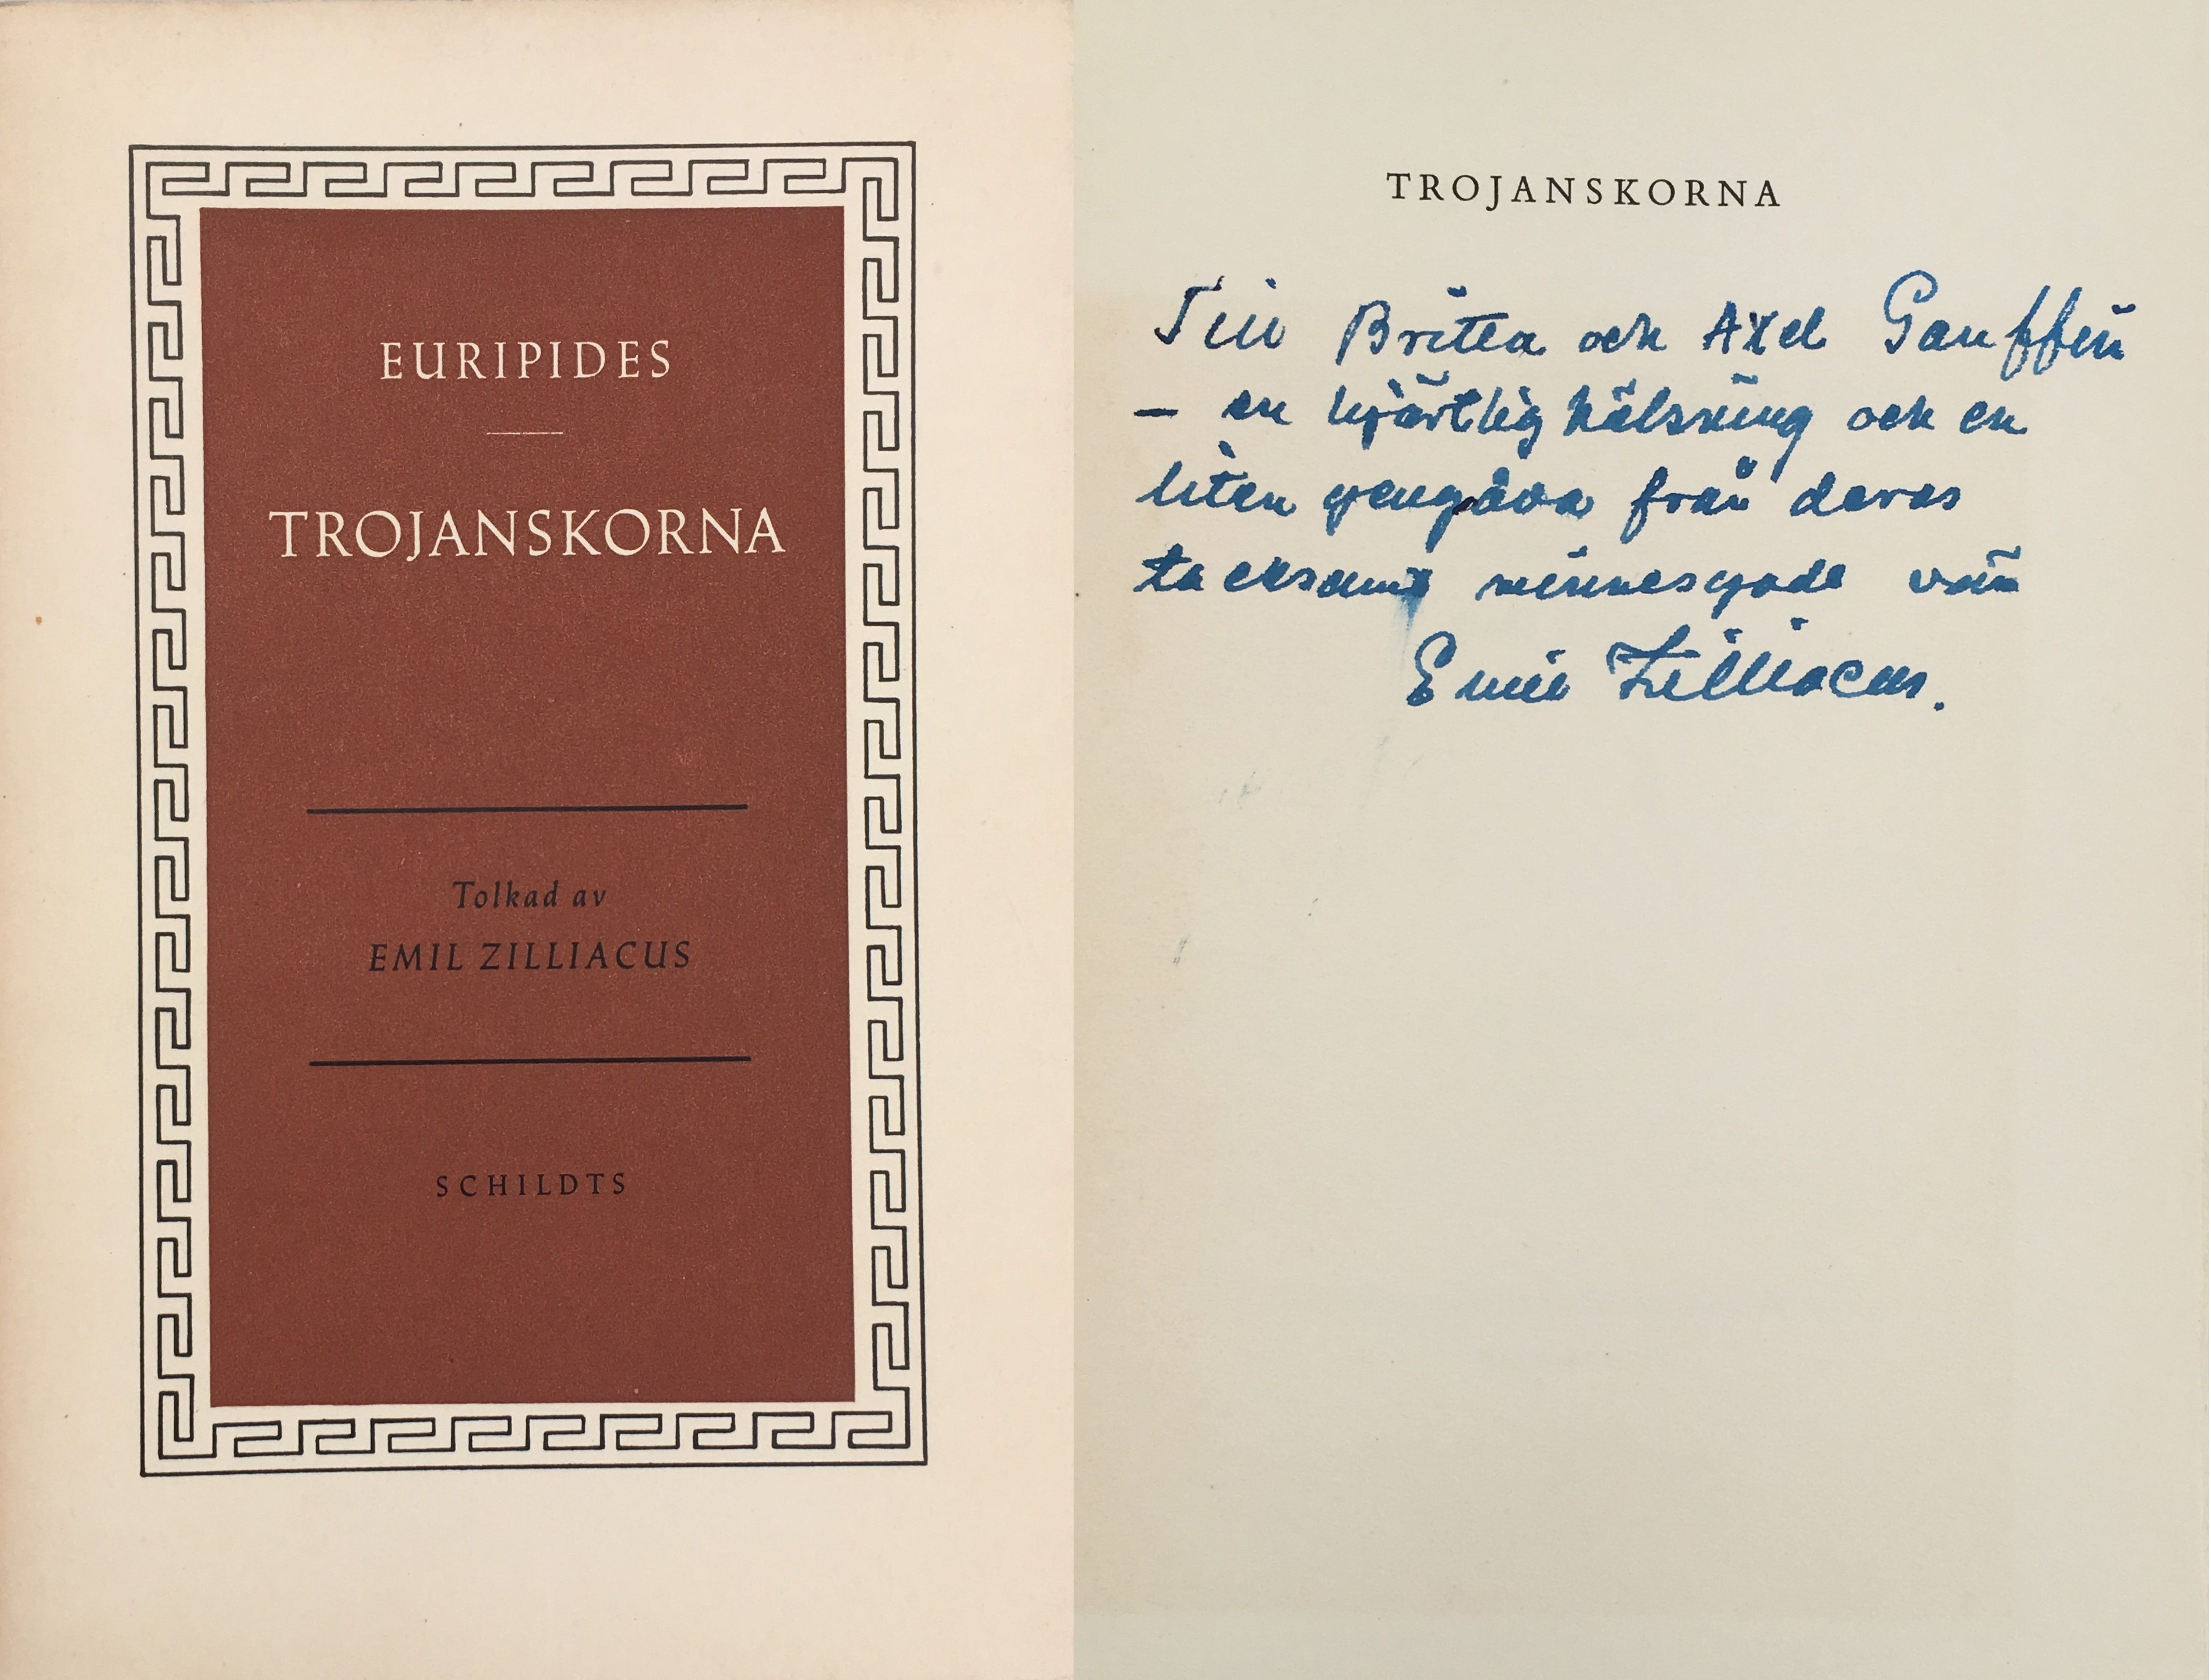 EURIPIDES
TROJANSKORNA
Tolkad av
EMIL ZILLIACUS
SCHILDTS
TROJANSKORNA
Till Britta och Axel Gauffin
– en hjärtlig hälsning och en
liten gengåva från deras
tacksamt minnesgode vän
Emil Zilliacus.